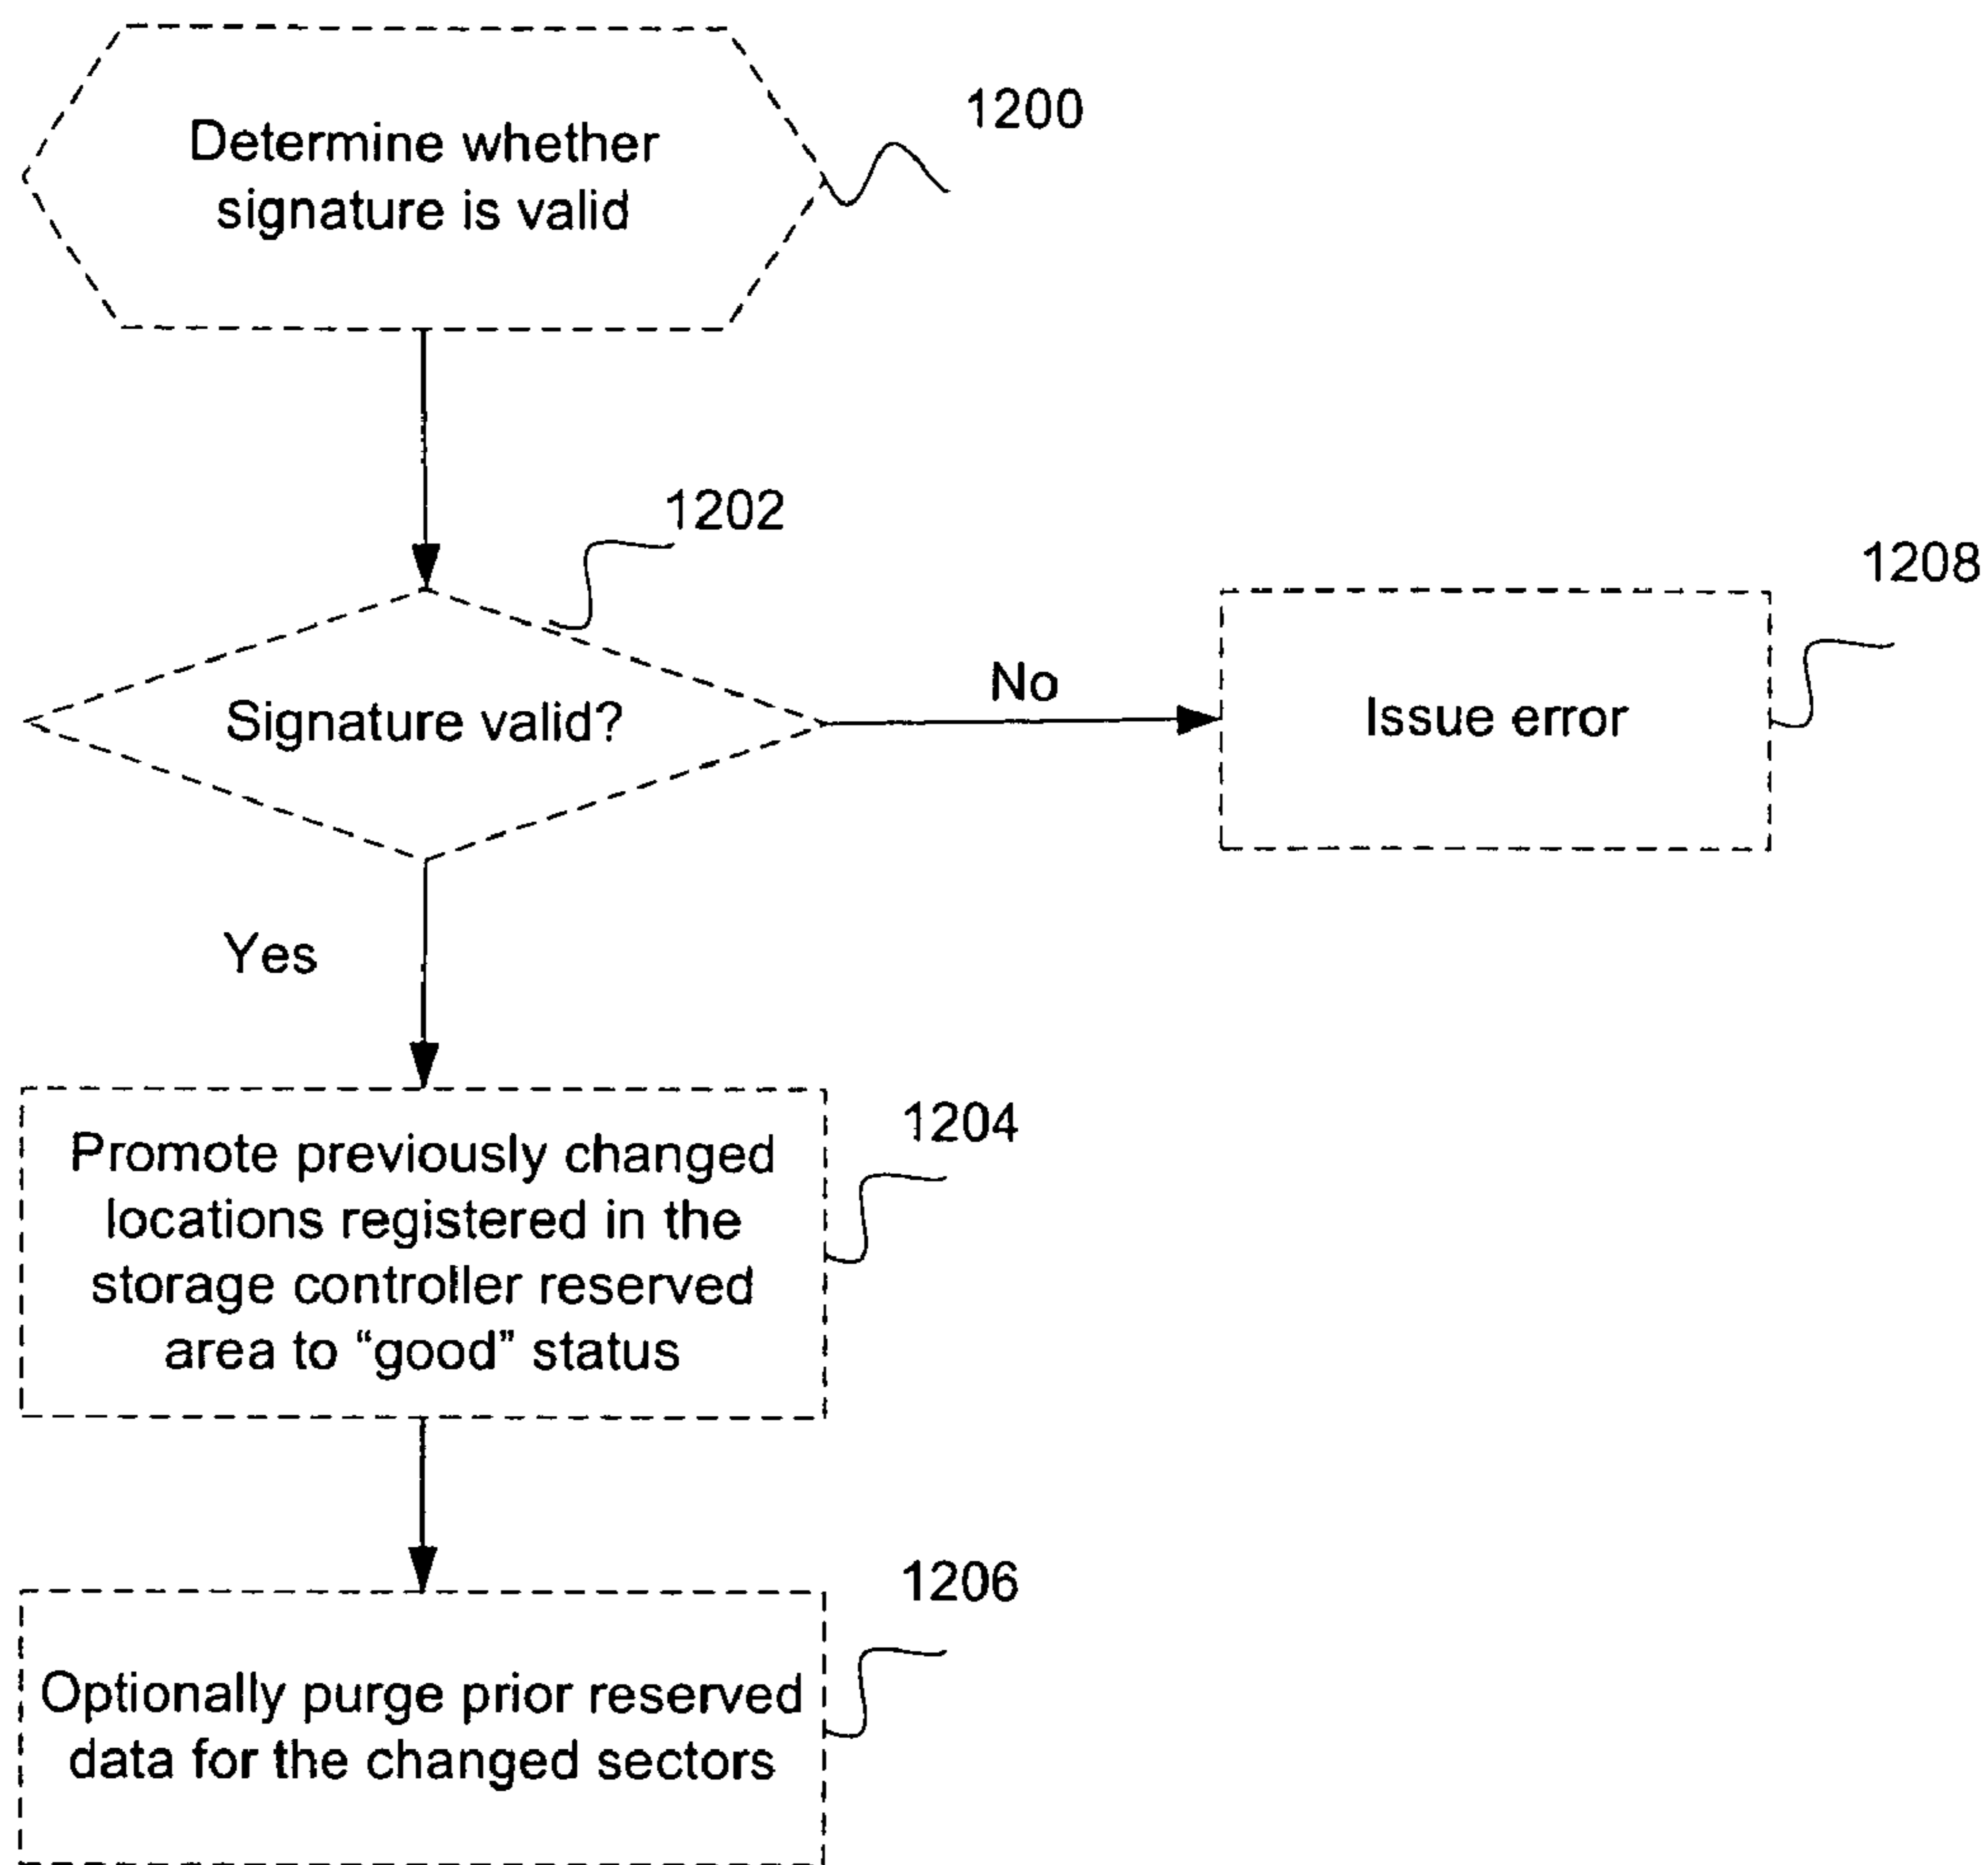 Determine whether
signature is valid
1200
1202
Signature valid?
No
1208
Issue error
Yes
Promote previously changed
locations registered in the
storage controller reserved
area to “good” status
1204
1206
Optionally purge prior reserved
data for the changed sectors